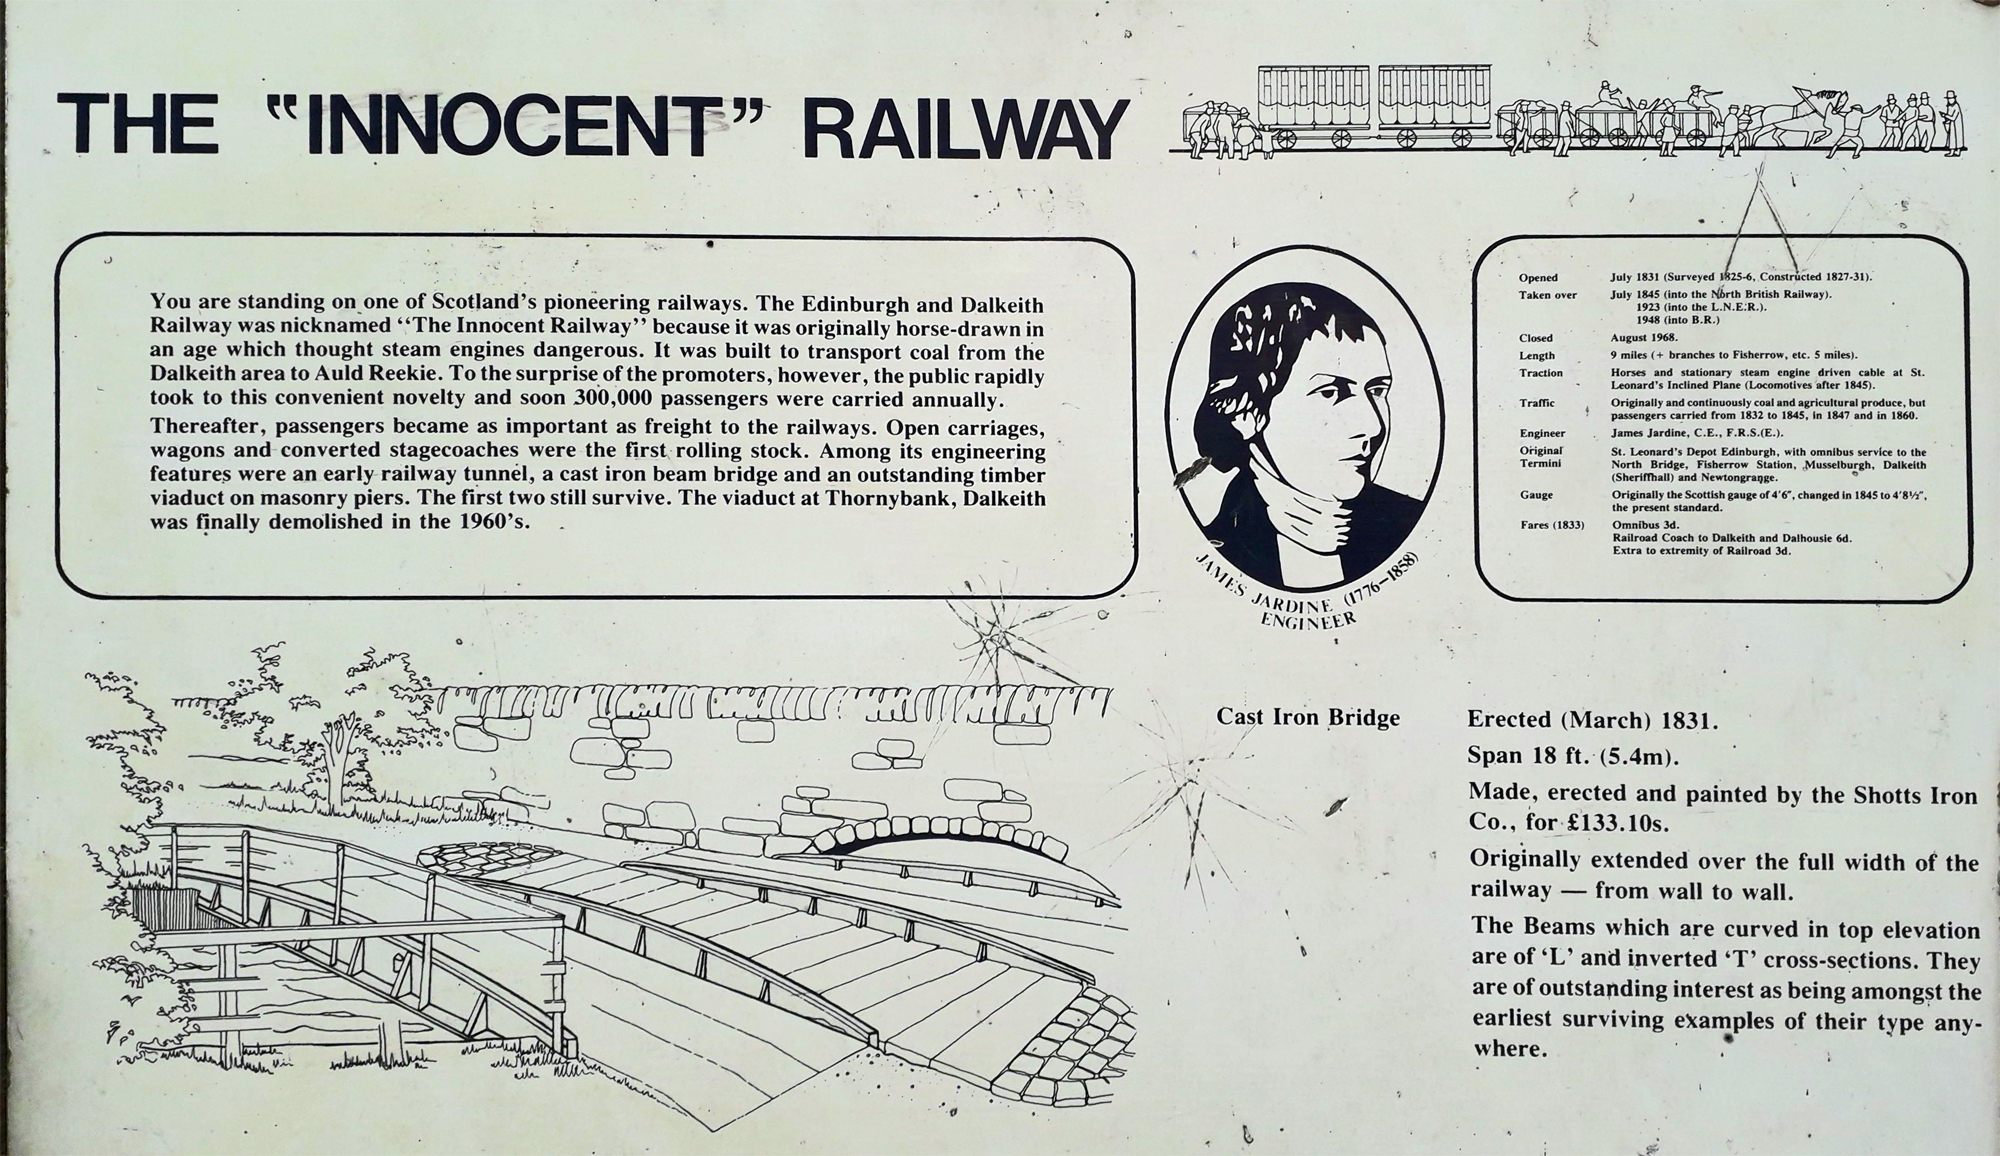 THE "INNOCENT" RAILWAY
You are standing on one of Scotland's pioneering railways. The Edinburgh and Dalkeith
Railway was nicknamed "The Innocent Railway" because it was originally horse-drawn in
an age which thought steam engines dangerous. It was built to transport coal from the
Dalkeith area to Auld Reekie. To the surprise of the promoters, however, the public rapidly
took to this convenient novelty and soon 300,000 passengers were carried annually.
Thereafter, passengers became as important as freight to the railways. Open carriages,
wagons and converted stagecoaches were the first rolling stock. Among its engineering
features were an early railway tunnel, a cast iron beam bridge and an outstanding timber
viaduct on masonry piers. The first two still survive. The viaduct at Thornybank, Dalkeith
was finally demolished in the 1960's.
JAMES JARDINE (1776–1858)
ENGINEER
Opened July 1831 (Surveyed 1825-6, Constructed 1827-31).
Taken over July 1845 (into the North British Railway).
1923 (into the L.N.E.R.).
1948 (into B.R.)
Closed August 1968.
Length 9 miles (+ branches to Fisherrow, etc. 5 miles).
Traction Horses and stationary steam engine driven cable at St.
Leonard's Inclined Plane (Locomotives after 1845).
Traffic Originally and continuously coal and agricultural produce, but
passengers carried from 1832 to 1845, in 1847 and in 1860.
Engineer James Jardine, C.E., F.R.S.(E.).
Original St. Leonard's Depot Edinburgh, with omnibus service to the
Termini North Bridge, Fisherrow Station, Musselburgh, Dalkeith
(Sheriffhall) and Newtongrange.
Gauge Originally the Scottish gauge of 4'6", changed in 1845 to 4'8½",
the present standard.
Fares (1833) Omnibus 3d.
Railroad Coach to Dalkeith and Dalhousie 6d.
Extra to extremity of Railroad 3d.
Cast Iron Bridge Erected (March) 1831.
Span 18 ft. (5.4m).
Made, erected and painted by the Shotts Iron
Co., for £133.10s.
Originally extended over the full width of the
railway — from wall to wall.
The Beams which are curved in top elevation
are of 'L' and inverted 'T' cross-sections. They
are of outstanding interest as being amongst the
earliest surviving examples of their type any-
where.